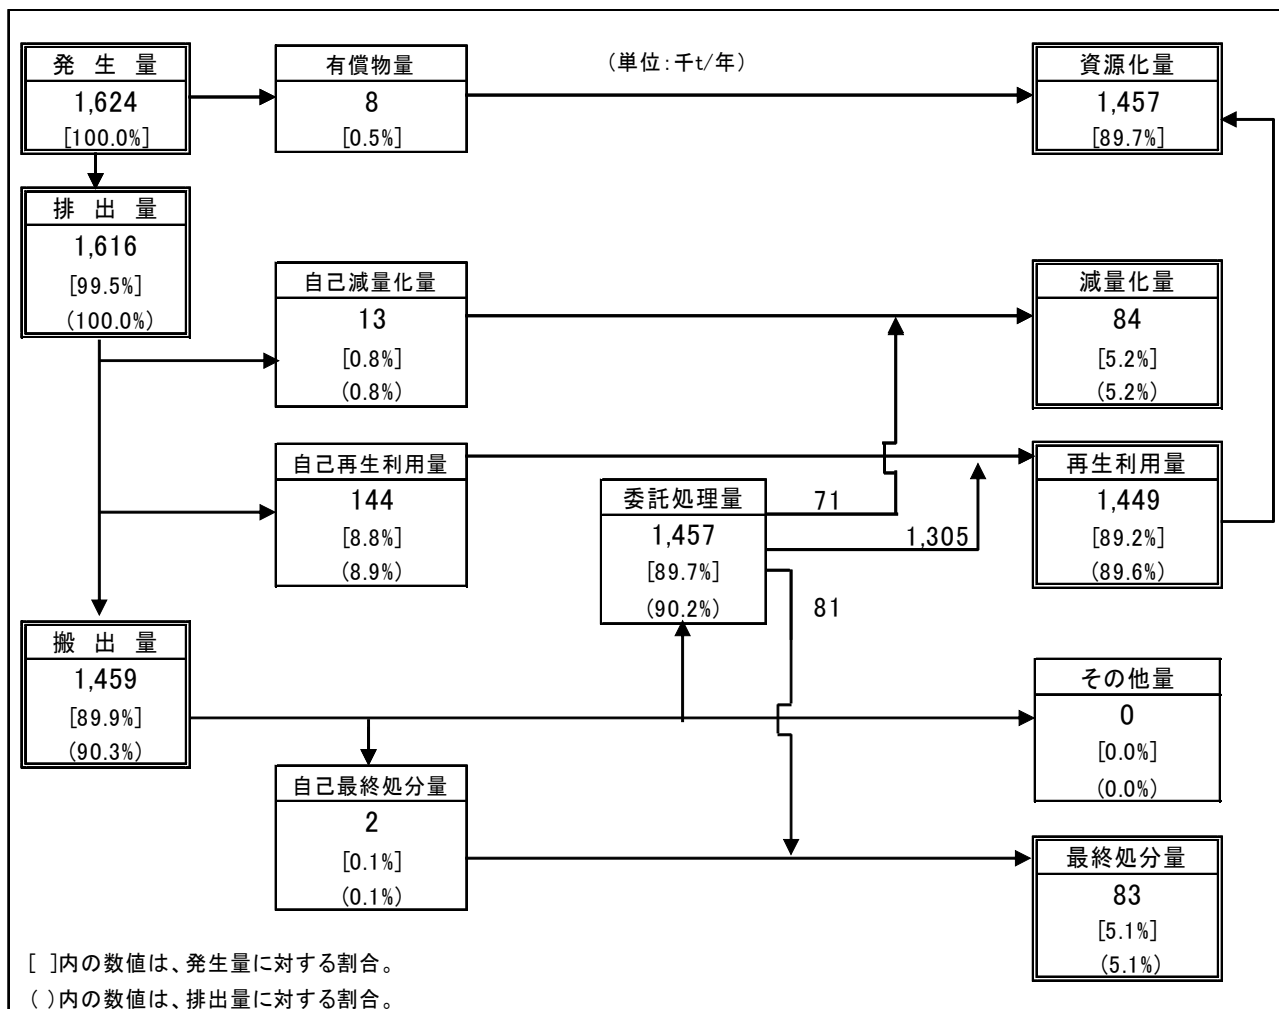 発 生 量
1,624
[100.0%]
有償物量
8
[0.5%]
（単位：千t/年）
資源化量
1,457
[89.7%]
排 出 量
1,616
[99.5%]
(100.0%)
自己減量化量
13
[0.8%]
(0.8%)
減量化量
84
[5.2%]
(5.2%)
自己再生利用量
144
[8.8%]
(8.9%)
委託処理量
1,457
[89.7%]
(90.2%)
71
1,305
81
再生利用量
1,449
[89.2%]
(89.6%)
搬 出 量
1,459
[89.9%]
(90.3%)
その他量
0
[0.0%]
(0.0%)
自己最終処分量
2
[0.1%]
(0.1%)
最終処分量
83
[5.1%]
(5.1%)
[ ]内の数値は、発生量に対する割合。
( )内の数値は、排出量に対する割合。